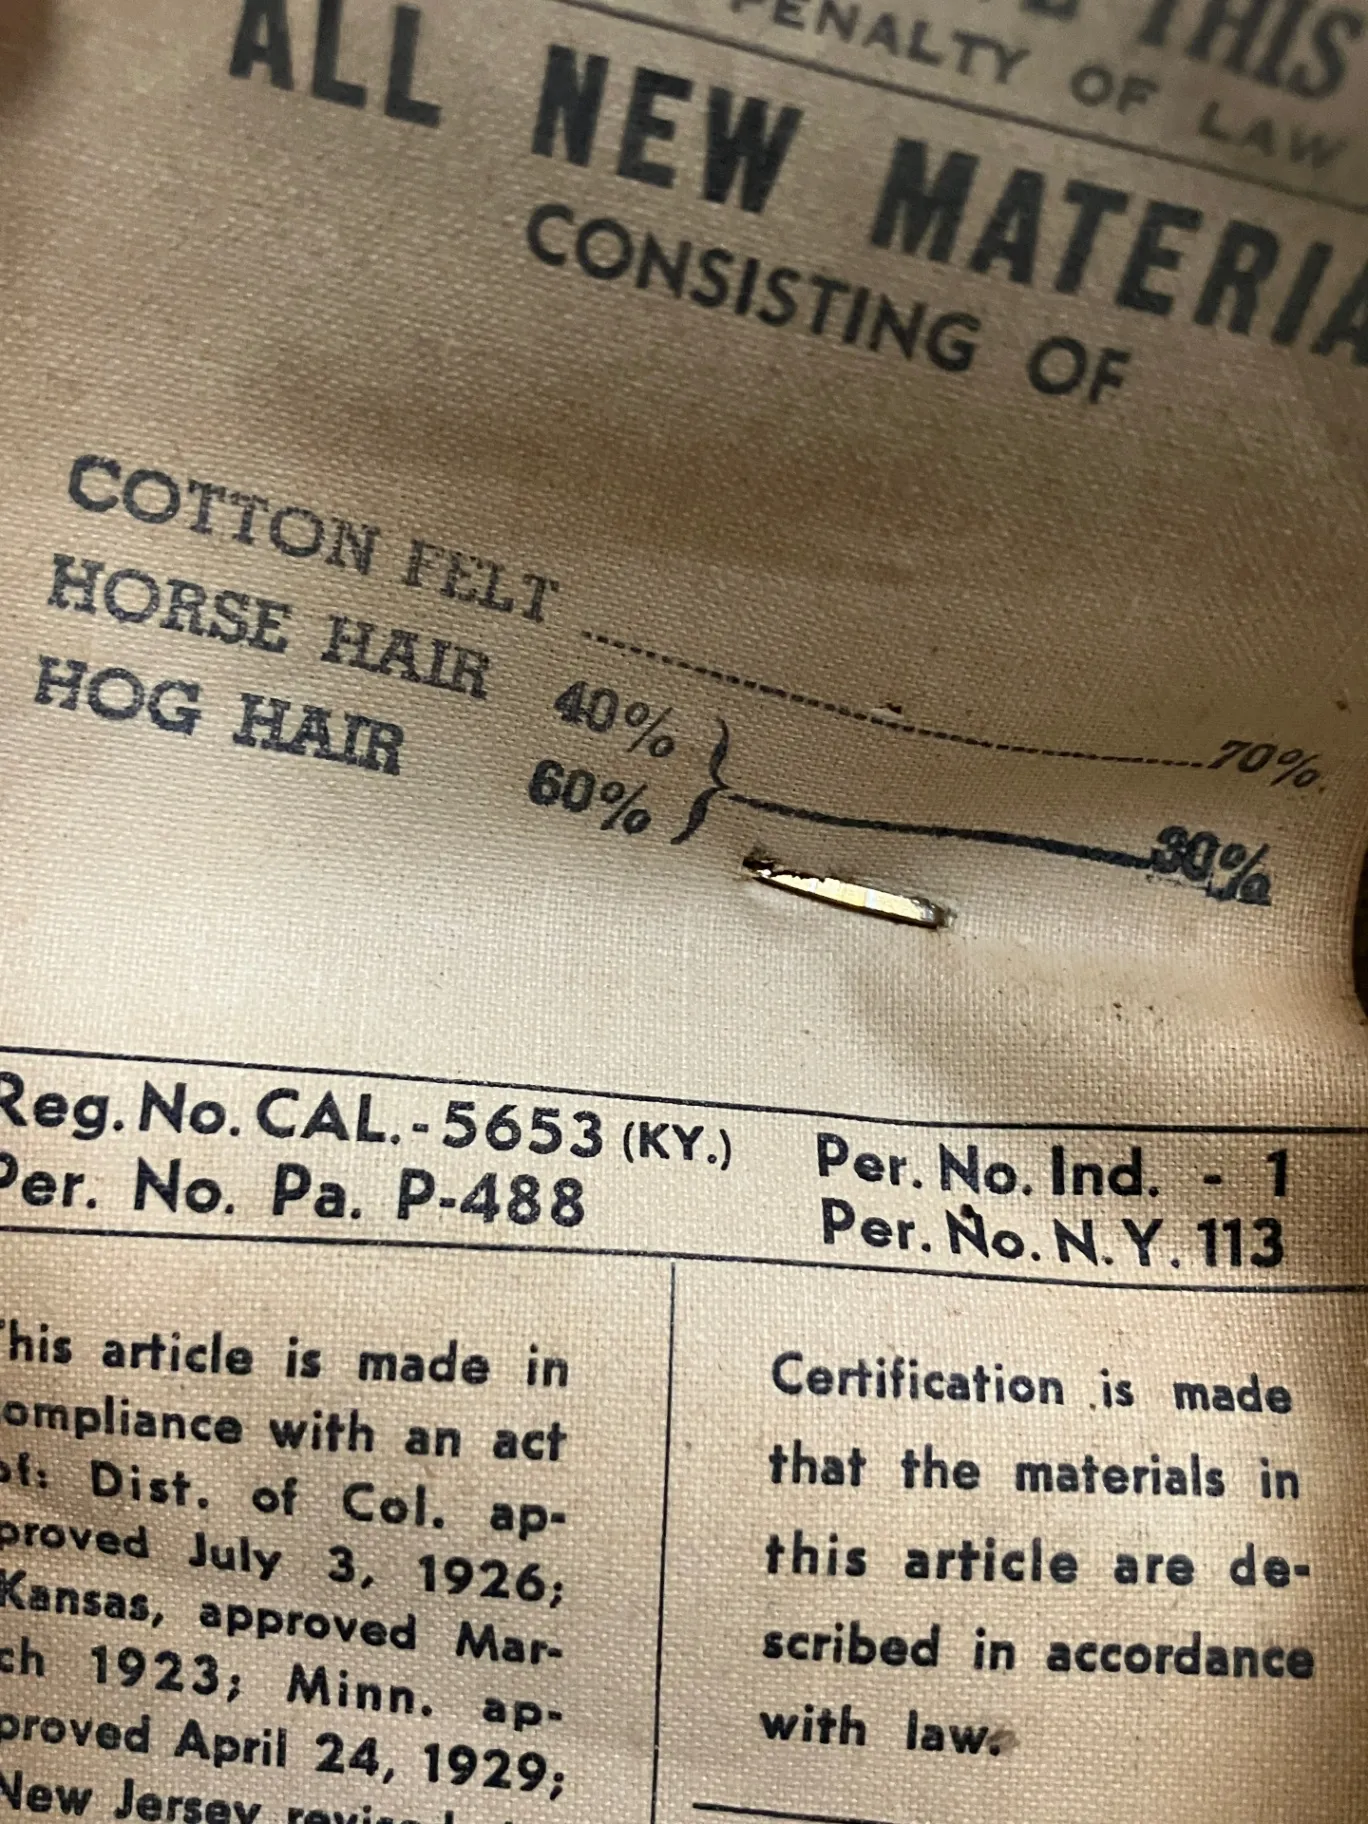 THIS
PENALTY OF LAW
ALL NEW MATERIA
CONSISTING OF
COTTON FELT ........................ 70%.
HORSE HAIR 40%
HOG HAIR 60% } 30%
Reg. No. CAL.-5653 (KY.) Per. No. Ind. - 1
Per. No. Pa. P-488 Per. No. N.Y. 113
This article is made in
ompliance with an act
of: Dist. of Col. ap-
proved July 3, 1926;
Kansas, approved Mar-
ch 1923; Minn. ap-
proved April 24, 1929;
New Jersey
Certification is made
that the materials in
this article are de-
scribed in accordance
with law.